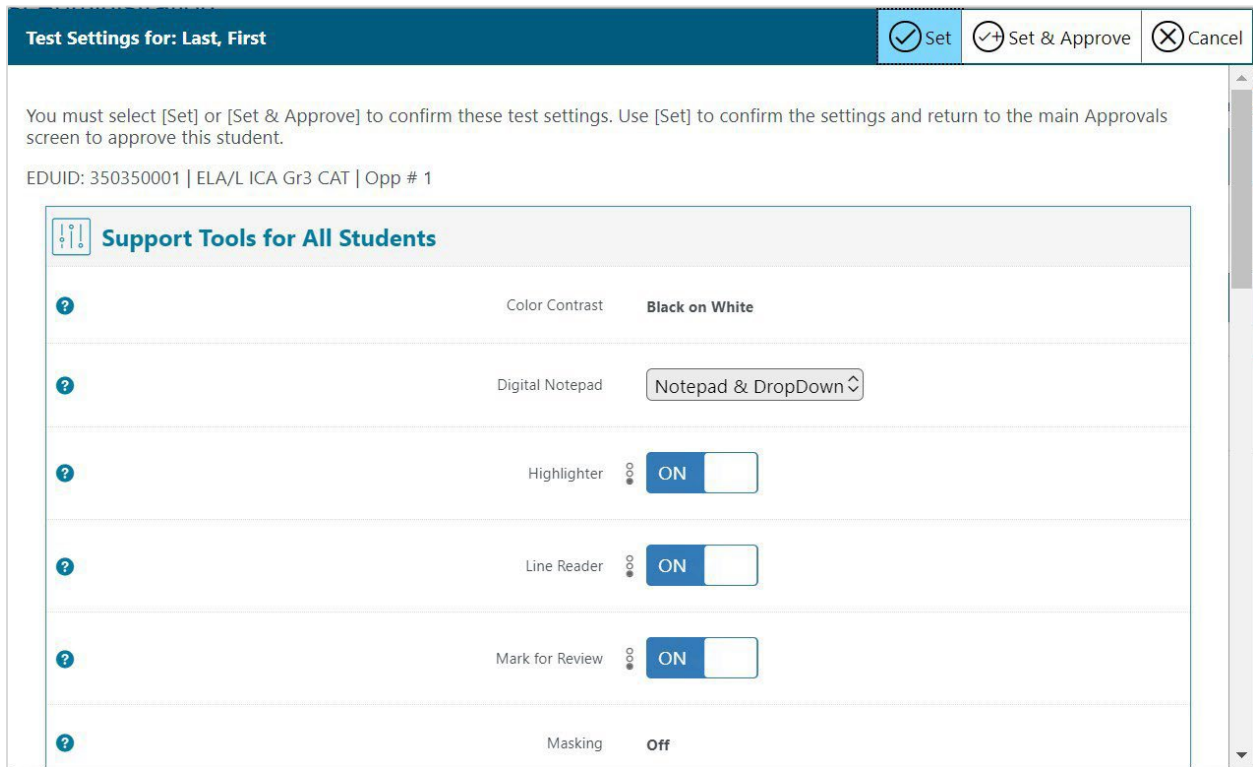 Test Settings for: Last, First
Set
Set & Approve
Cancel
You must select [Set] or [Set & Approve] to confirm these test settings. Use [Set] to confirm the settings and return to the main Approvals
screen to approve this student.
EDUID: 350350001 | ELA/L ICA Gr3 CAT | Opp # 1
Support Tools for All Students
? Color Contrast Black on White
? Digital Notepad Notepad & DropDown
? Highlighter ON
? Line Reader ON
? Mark for Review ON
? Masking Off